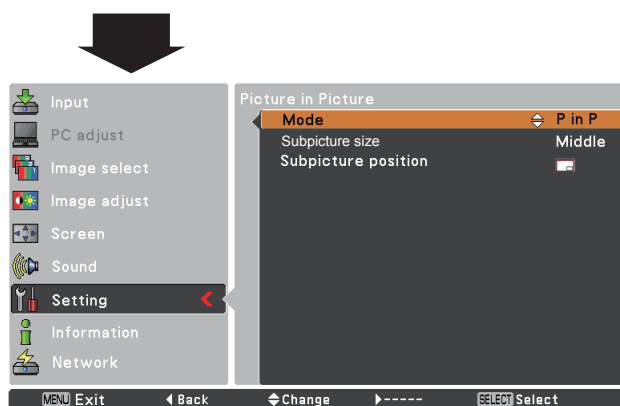 Input
PC adjust
Image select
Image adjust
Screen
Sound
Setting
Information
Network
Picture in Picture
Mode P in P
Subpicture size Middle
Subpicture position
MENU Exit Back Change ----- SELECT Select